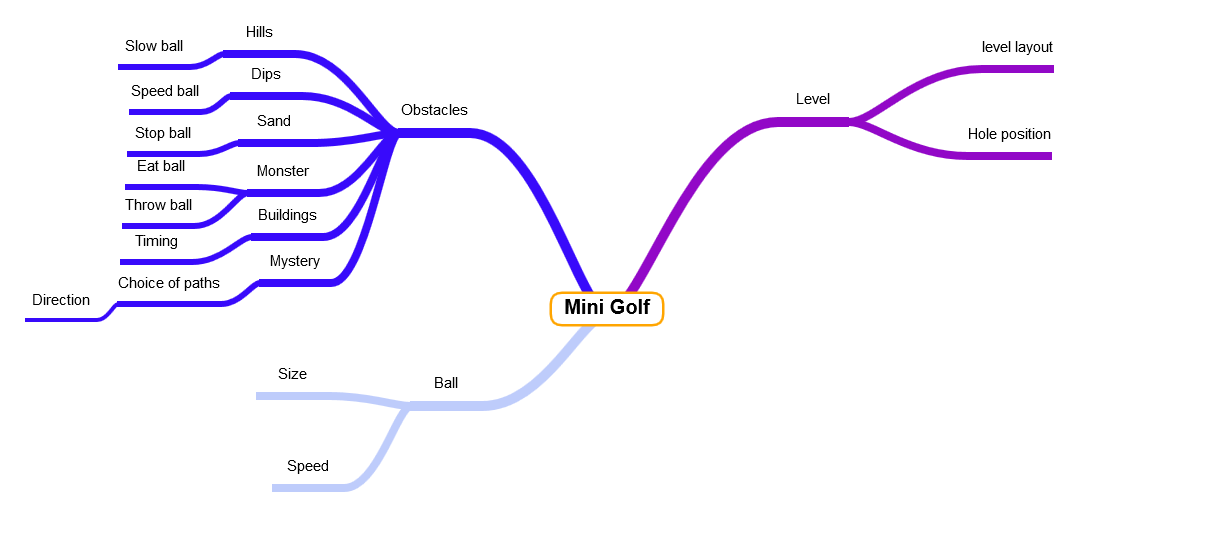 Hills
Slow ball
Dips
Speed ball
Sand
Stop ball
Monster
Eat ball
Throw ball
Buildings
Timing
Mystery
Choice of paths
Direction
Obstacles
level layout
Level
Hole position
Mini Golf
Size
Ball
Speed